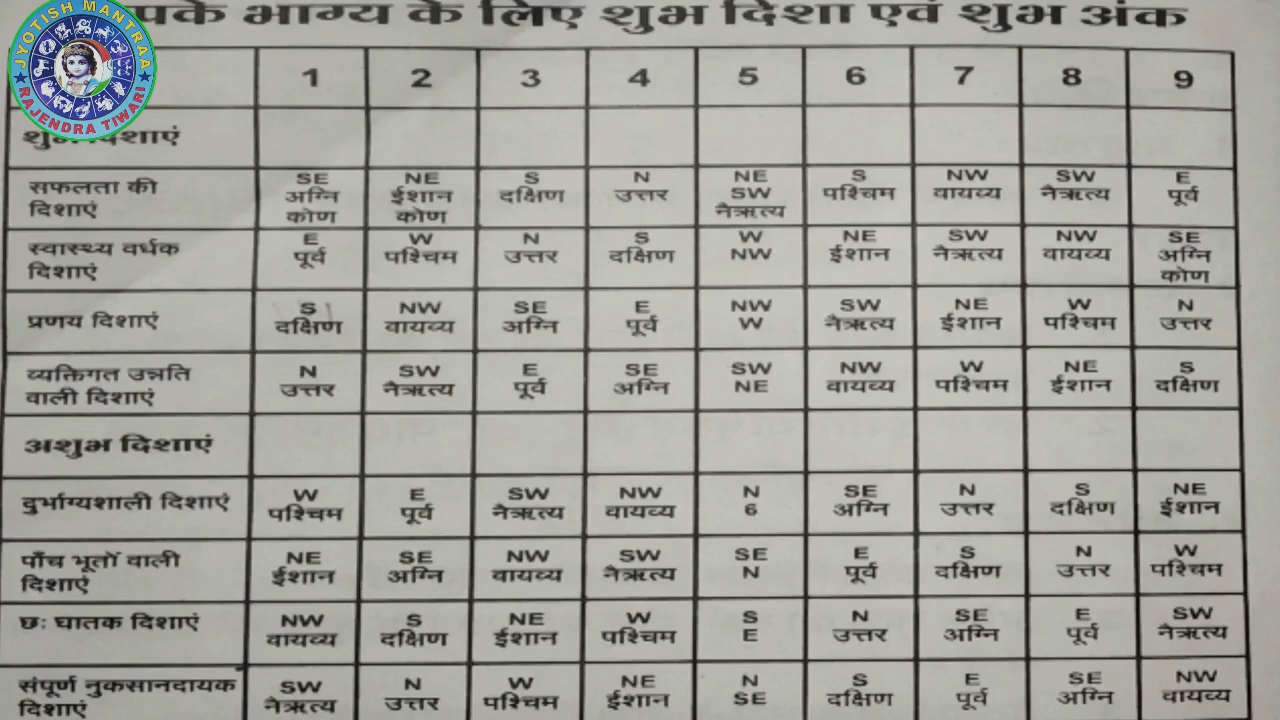 JYOTISH MANTRAA
RAJENDRA TIWARI
के भाग्य के लिए शुभ दिशा एवं शुभ अंक
1 2 3 4 5 6 7 8 9
सफलता की दिशाएं SE अग्नि कोण NE ईशान कोण S दक्षिण N उत्तर NE SW नैऋत्य S पश्चिम NW वायव्य SW नैऋत्य E पूर्व
स्वास्थ्य वर्धक दिशाएं E पूर्व W पश्चिम N उत्तर S दक्षिण W NW NE ईशान SW नैऋत्य NW वायव्य SE अग्नि कोण
प्रणय दिशाएं S दक्षिण NW वायव्य SE अग्नि E पूर्व NW W SW नैऋत्य NE ईशान W पश्चिम N उत्तर
व्यक्तिगत उन्नति वाली दिशाएं N उत्तर SW नैऋत्य E पूर्व SE अग्नि SW NE NW वायव्य W पश्चिम NE ईशान S दक्षिण
अशुभ दिशाएं
दुर्भाग्यशाली दिशाएं W पश्चिम E पूर्व SW नैऋत्य NW वायव्य N 6 SE अग्नि N उत्तर S दक्षिण NE ईशान
पाँच भूतों वाली दिशाएं NE ईशान SE अग्नि NW वायव्य SW नैऋत्य SE N E पूर्व S दक्षिण N उत्तर W पश्चिम
छः घातक दिशाएं NW वायव्य S दक्षिण NE ईशान W पश्चिम S E N उत्तर SE अग्नि E पूर्व SW नैऋत्य
संपूर्ण नुकसानदायक दिशाएं SW नैऋत्य N उत्तर W पश्चिम NE ईशान N SE S दक्षिण E पूर्व SE अग्नि NW वायव्य